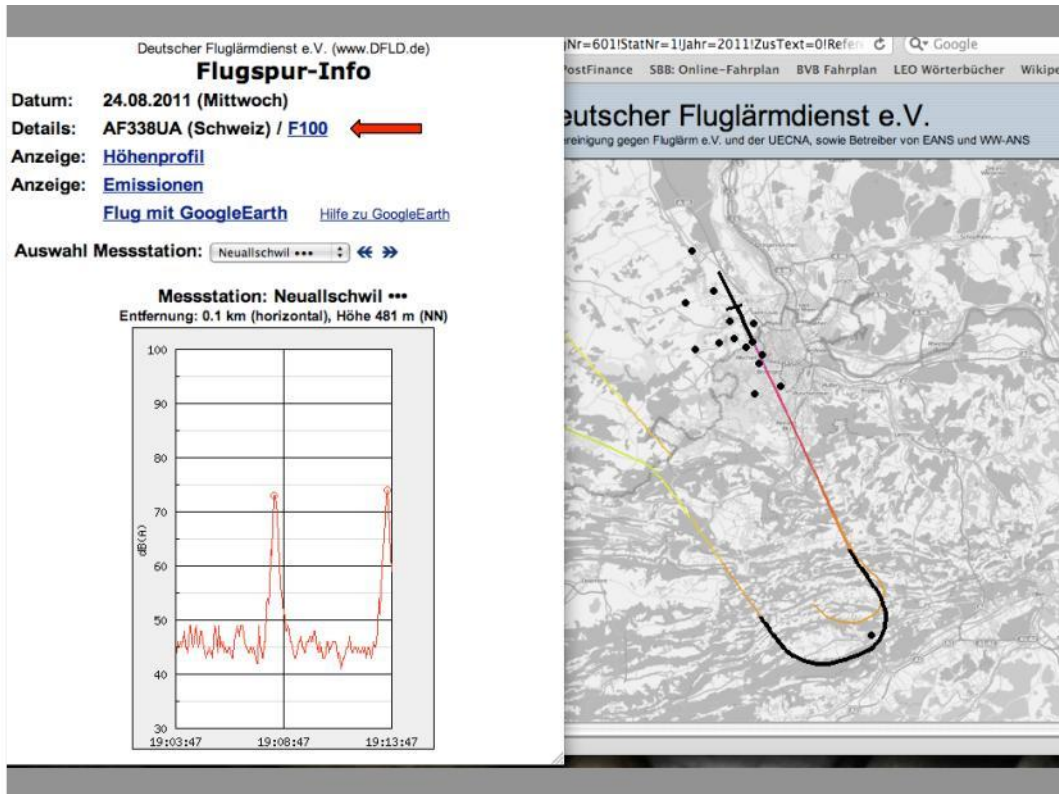 Deutscher Fluglärmdienst e.V. (www.DFLD.de)
Flugspur-Info
Datum: 24.08.2011 (Mittwoch)
Details: AF338UA (Schweiz) / F100
Anzeige: Höhenprofil
Anzeige: Emissionen
Flug mit GoogleEarth Hilfe zu GoogleEarth
Auswahl Messstation: Neuallschwil •••
Messstation: Neuallschwil •••
Entfernung: 0.1 km (horizontal), Höhe 481 m (NN)
100
90
80
70
60
50
40
30
dB(A)
19:03:47 19:08:47 19:13:47
gNr=601!StatNr=1!Jahr=2011!ZusText=0!Refer Google
PostFinance SBB: Online-Fahrplan BVB Fahrplan LEO Wörterbücher Wikipe
eutscher Fluglärmdienst e.V.
ereinigung gegen Fluglärm e.V. und der UECNA, sowie Betreiber von EANS und WW-ANS